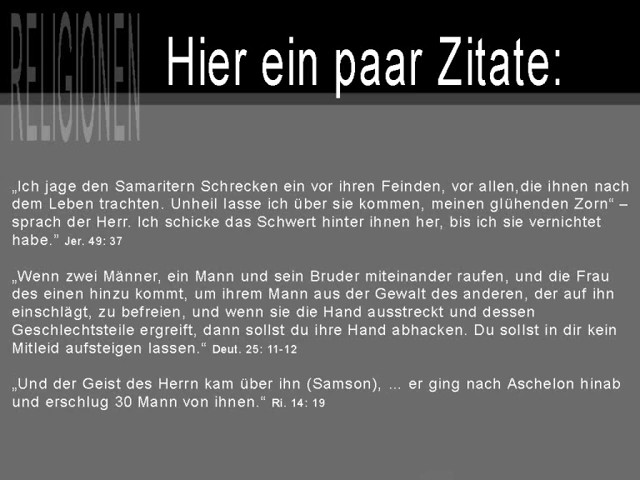 RELIGIONEN
Hier ein paar Zitate:
„Ich jage den Samaritern Schrecken ein vor ihren Feinden, vor allen,die ihnen nach
dem Leben trachten. Unheil lasse ich über sie kommen, meinen glühenden Zorn“ –
sprach der Herr. Ich schicke das Schwert hinter ihnen her, bis ich sie vernichtet
habe.” Jer. 49: 37
„Wenn zwei Männer, ein Mann und sein Bruder miteinander raufen, und die Frau
des einen hinzu kommt, um ihrem Mann aus der Gewalt des anderen, der auf ihn
einschlägt, zu befreien, und wenn sie die Hand ausstreckt und dessen
Geschlechtsteile ergreift, dann sollst du ihre Hand abhacken. Du sollst in dir kein
Mitleid aufsteigen lassen.“ Deut. 25: 11-12
„Und der Geist des Herrn kam über ihn (Samson), ... er ging nach Aschelon hinab
und erschlug 30 Mann von ihnen.“ Ri. 14: 19